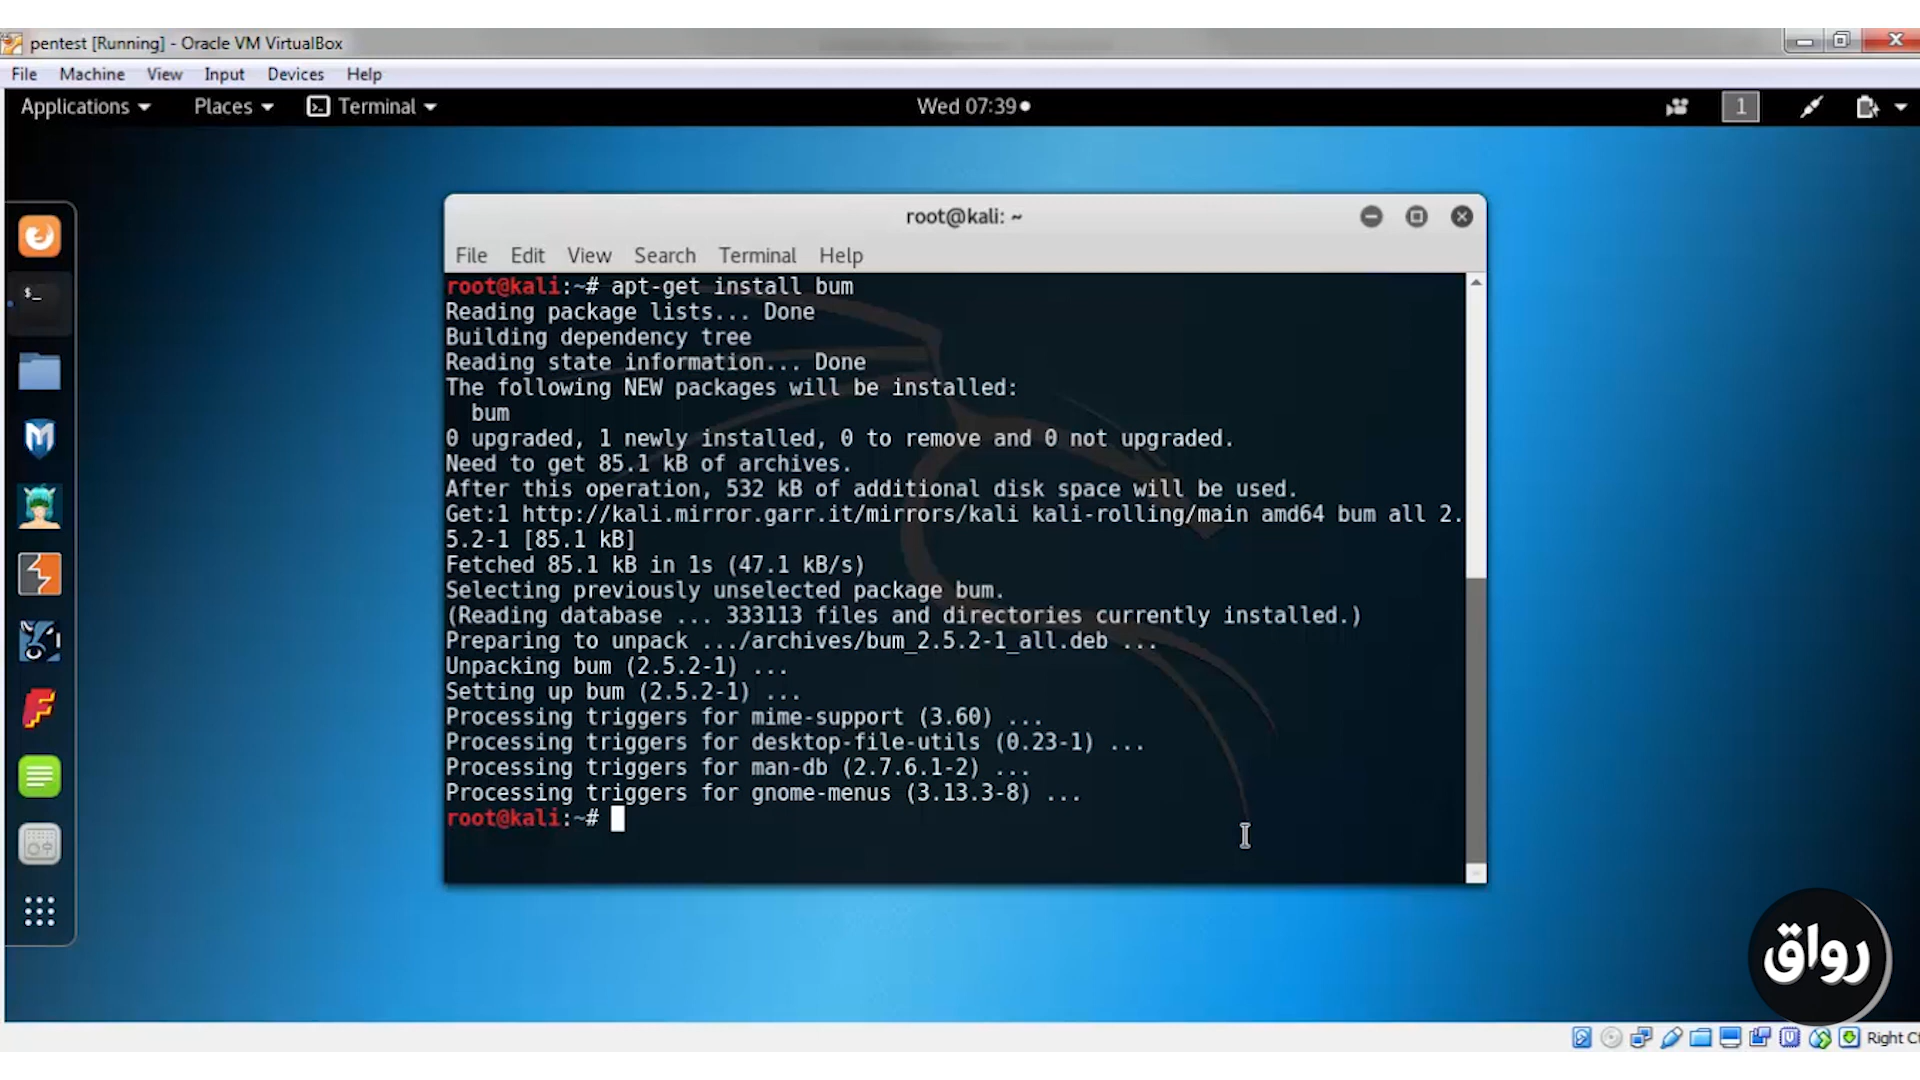 pentest [Running] - Oracle VM VirtualBox
File Machine View Input Devices Help
Applications Places Terminal Wed 07:39 1
root@kali: ~
File Edit View Search Terminal Help
root@kali:~# apt-get install bum
Reading package lists... Done
Building dependency tree
Reading state information... Done
The following NEW packages will be installed:
bum
0 upgraded, 1 newly installed, 0 to remove and 0 not upgraded.
Need to get 85.1 kB of archives.
After this operation, 532 kB of additional disk space will be used.
Get:1 http://kali.mirror.garr.it/mirrors/kali kali-rolling/main amd64 bum all 2.
5.2-1 [85.1 kB]
Fetched 85.1 kB in 1s (47.1 kB/s)
Selecting previously unselected package bum.
(Reading database ... 333113 files and directories currently installed.)
Preparing to unpack .../archives/bum_2.5.2-1_all.deb ...
Unpacking bum (2.5.2-1) ...
Setting up bum (2.5.2-1) ...
Processing triggers for mime-support (3.60) ...
Processing triggers for desktop-file-utils (0.23-1) ...
Processing triggers for man-db (2.7.6.1-2) ...
Processing triggers for gnome-menus (3.13.3-8) ...
root@kali:~#
رواق
Right Ct